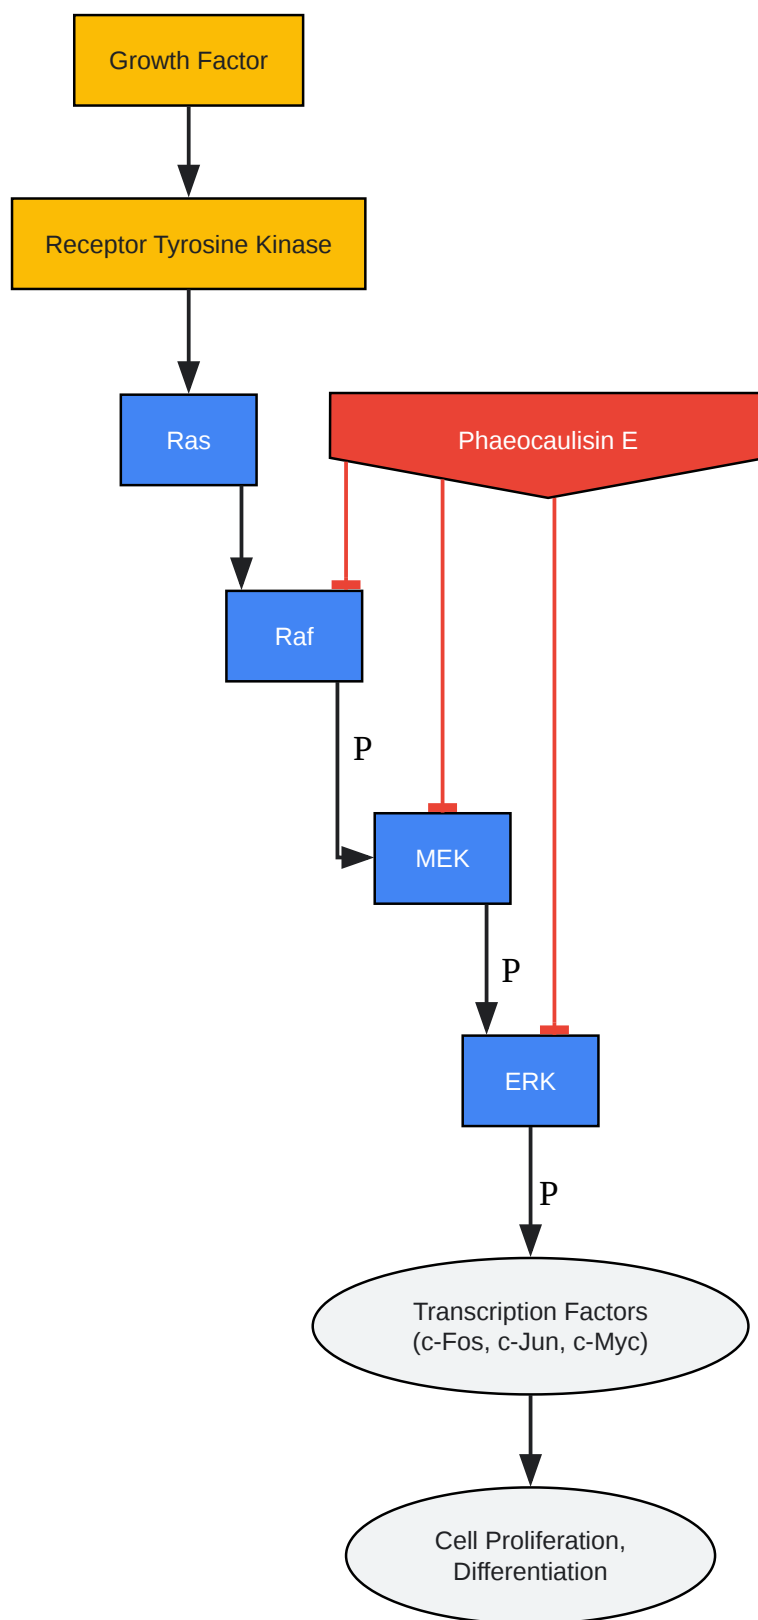 Growth Factor
Receptor Tyrosine Kinase
Ras
Phaeocaulisin E
Raf
P
MEK
P
ERK
P
Transcription Factors
(c-Fos, c-Jun, c-Myc)
Cell Proliferation,
Differentiation